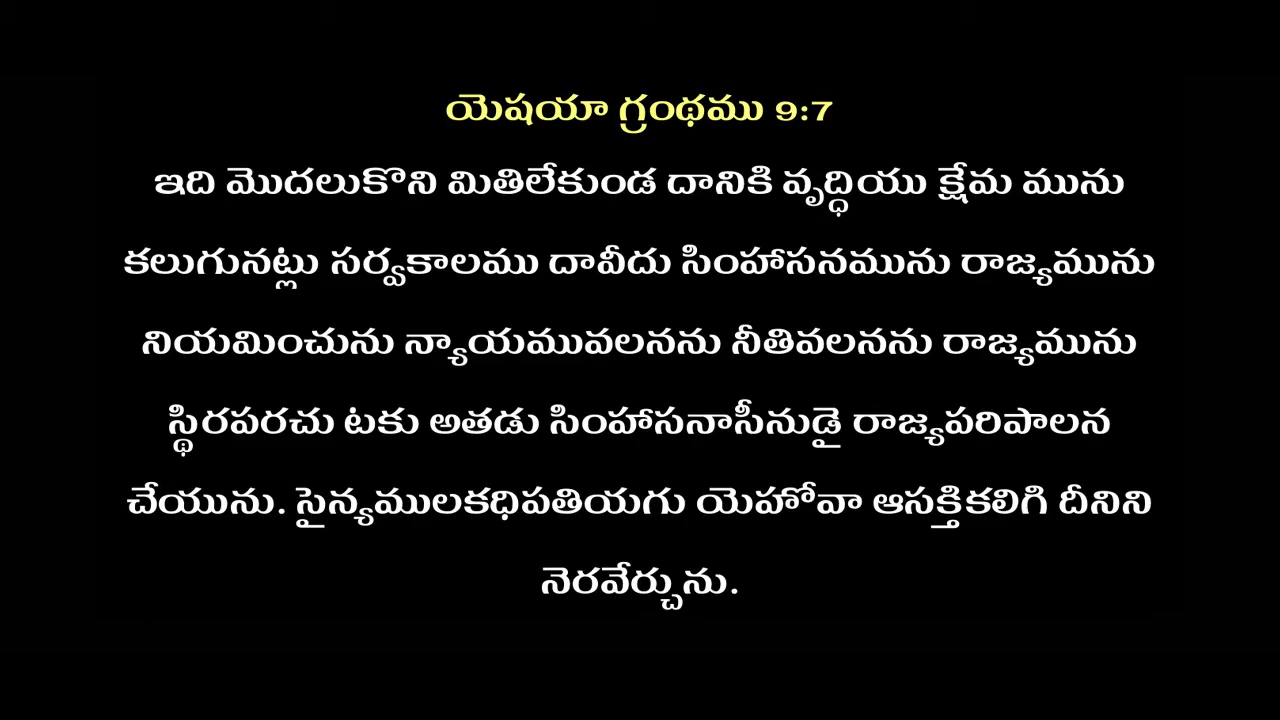 యెషయా గ్రంథము 9:7
ఇది మొదలుకొని మితిలేకుండ దానికి వృద్ధియు క్షేమ మును
కలుగునట్లు సర్వకాలము దావీదు సింహాసనమును రాజ్యమును
నియమించును న్యాయమువలనను నీతివలనను రాజ్యమును
స్థిరపరచు టకు అతడు సింహాసనాసీనుడై రాజ్యపరిపాలన
చేయును. సైన్యములకధిపతియగు యెహోవా ఆసక్తికలిగి దీనిని
నెరవేర్చును.